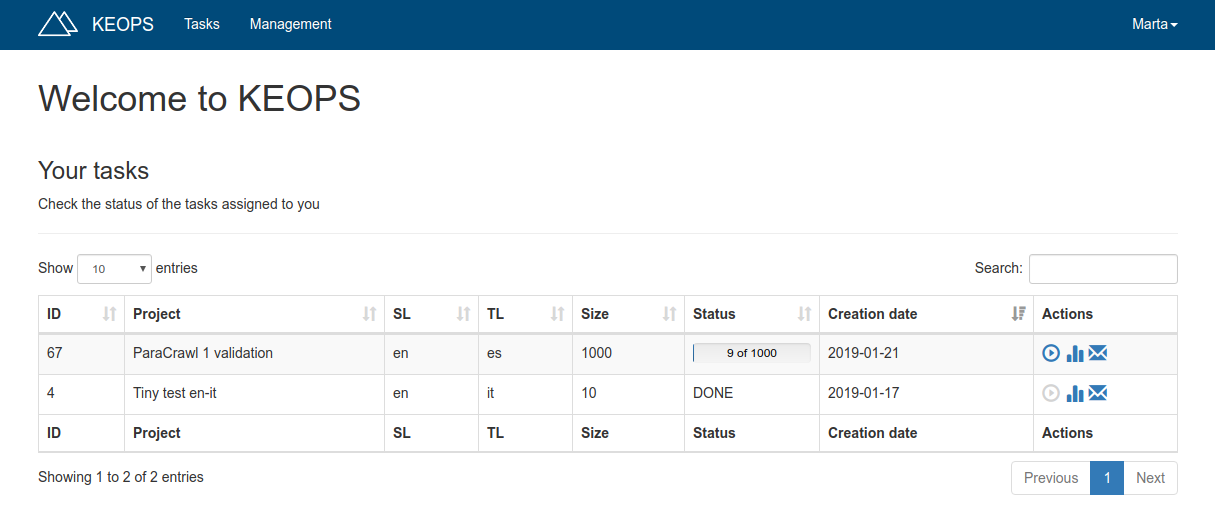 KEOPS Tasks Management Marta
Welcome to KEOPS
Your tasks
Check the status of the tasks assigned to you
Show 10 entries Search:
ID Project SL TL Size Status Creation date Actions
67 ParaCrawl 1 validation en es 1000 9 of 1000 2019-01-21
4 Tiny test en-it en it 10 DONE 2019-01-17
ID Project SL TL Size Status Creation date Actions
Showing 1 to 2 of 2 entries Previous 1 Next